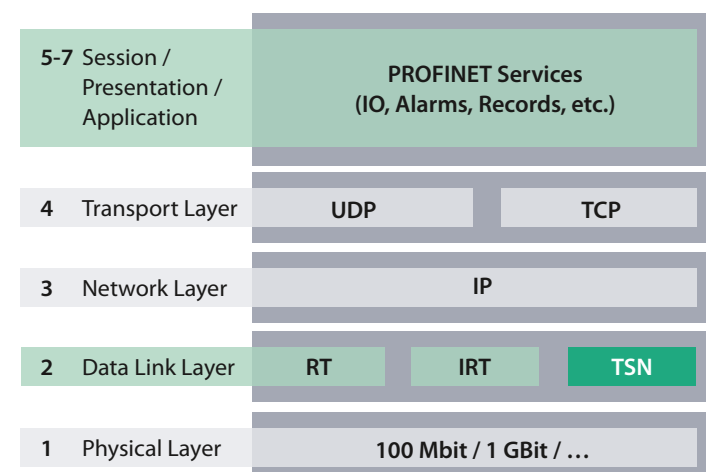 5-7 Session /
Presentation /
Application
PROFINET Services
(IO, Alarms, Records, etc.)
4 Transport Layer UDP TCP
3 Network Layer IP
2 Data Link Layer RT IRT TSN
1 Physical Layer 100 Mbit / 1 GBit / …